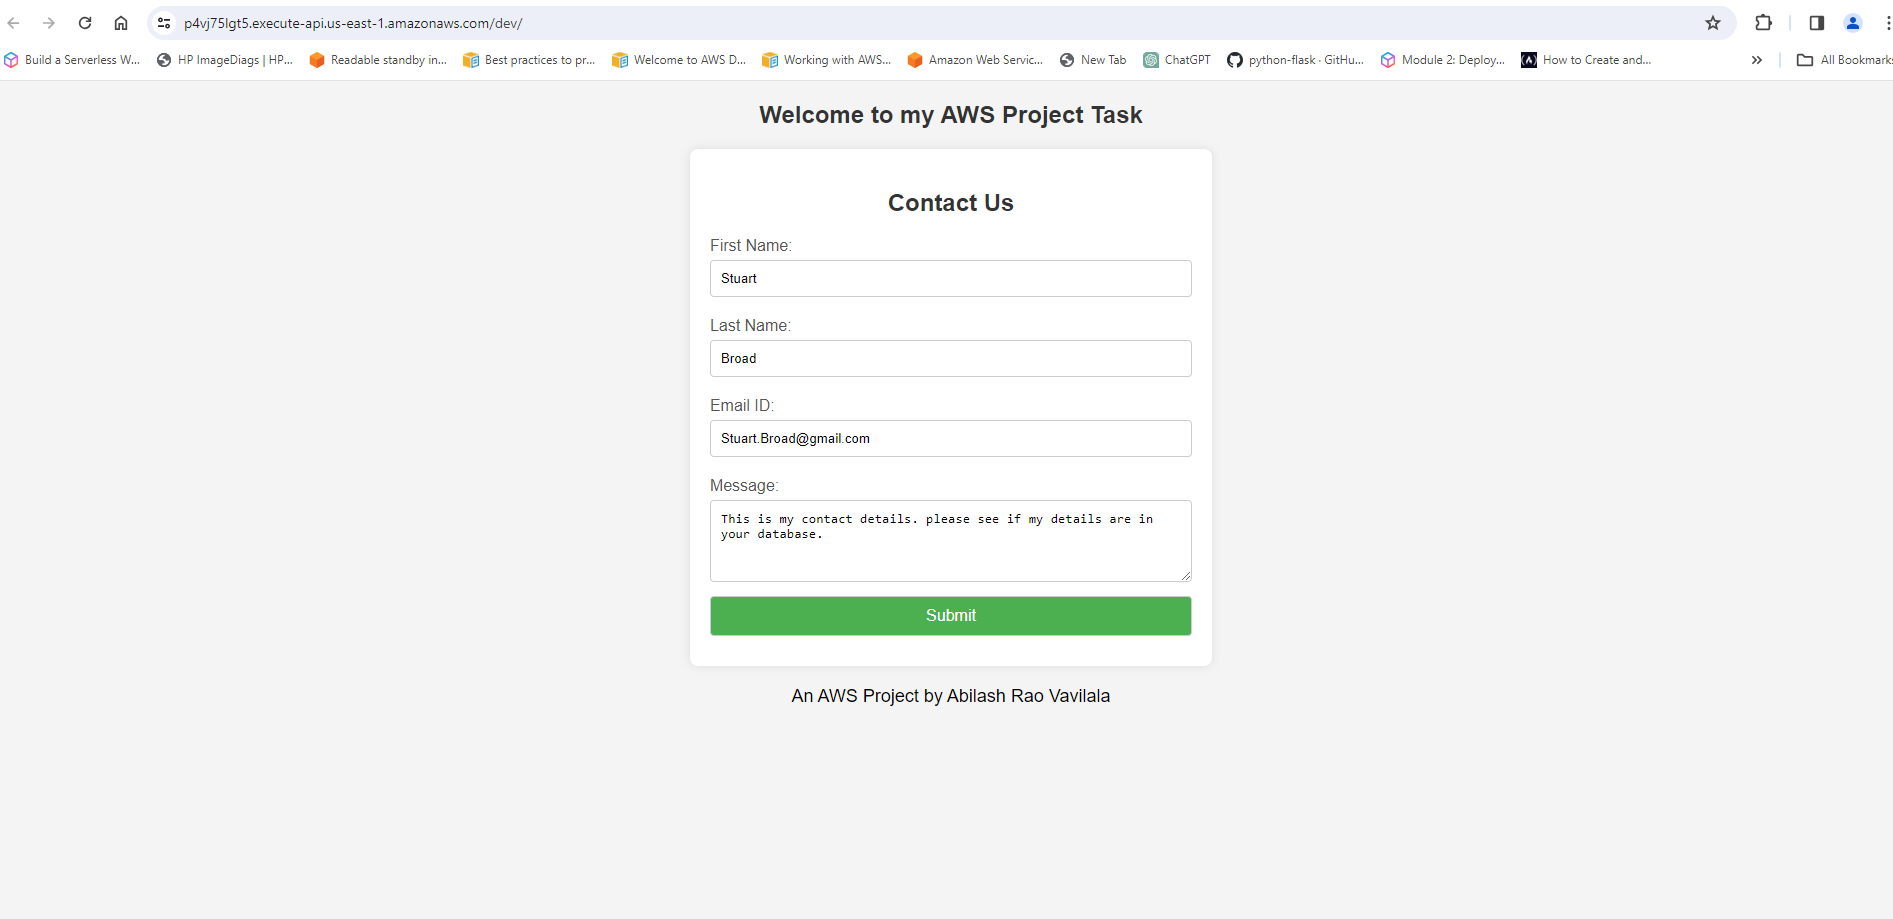 p4vj75lgt5.execute-api.us-east-1.amazonaws.com/dev/
Build a Serverless W... HP ImageDiags | HP... Readable standby in... Best practices to pr... Welcome to AWS D... Working with AWS... Amazon Web Servic... New Tab ChatGPT python-flask · GitHu... Module 2: Deploy... How to Create and... » All Bookmarks
Welcome to my AWS Project Task
Contact Us
First Name:
Stuart
Last Name:
Broad
Email ID:
Stuart.Broad@gmail.com
Message:
This is my contact details. please see if my details are in
your database.
Submit
An AWS Project by Abilash Rao Vavilala